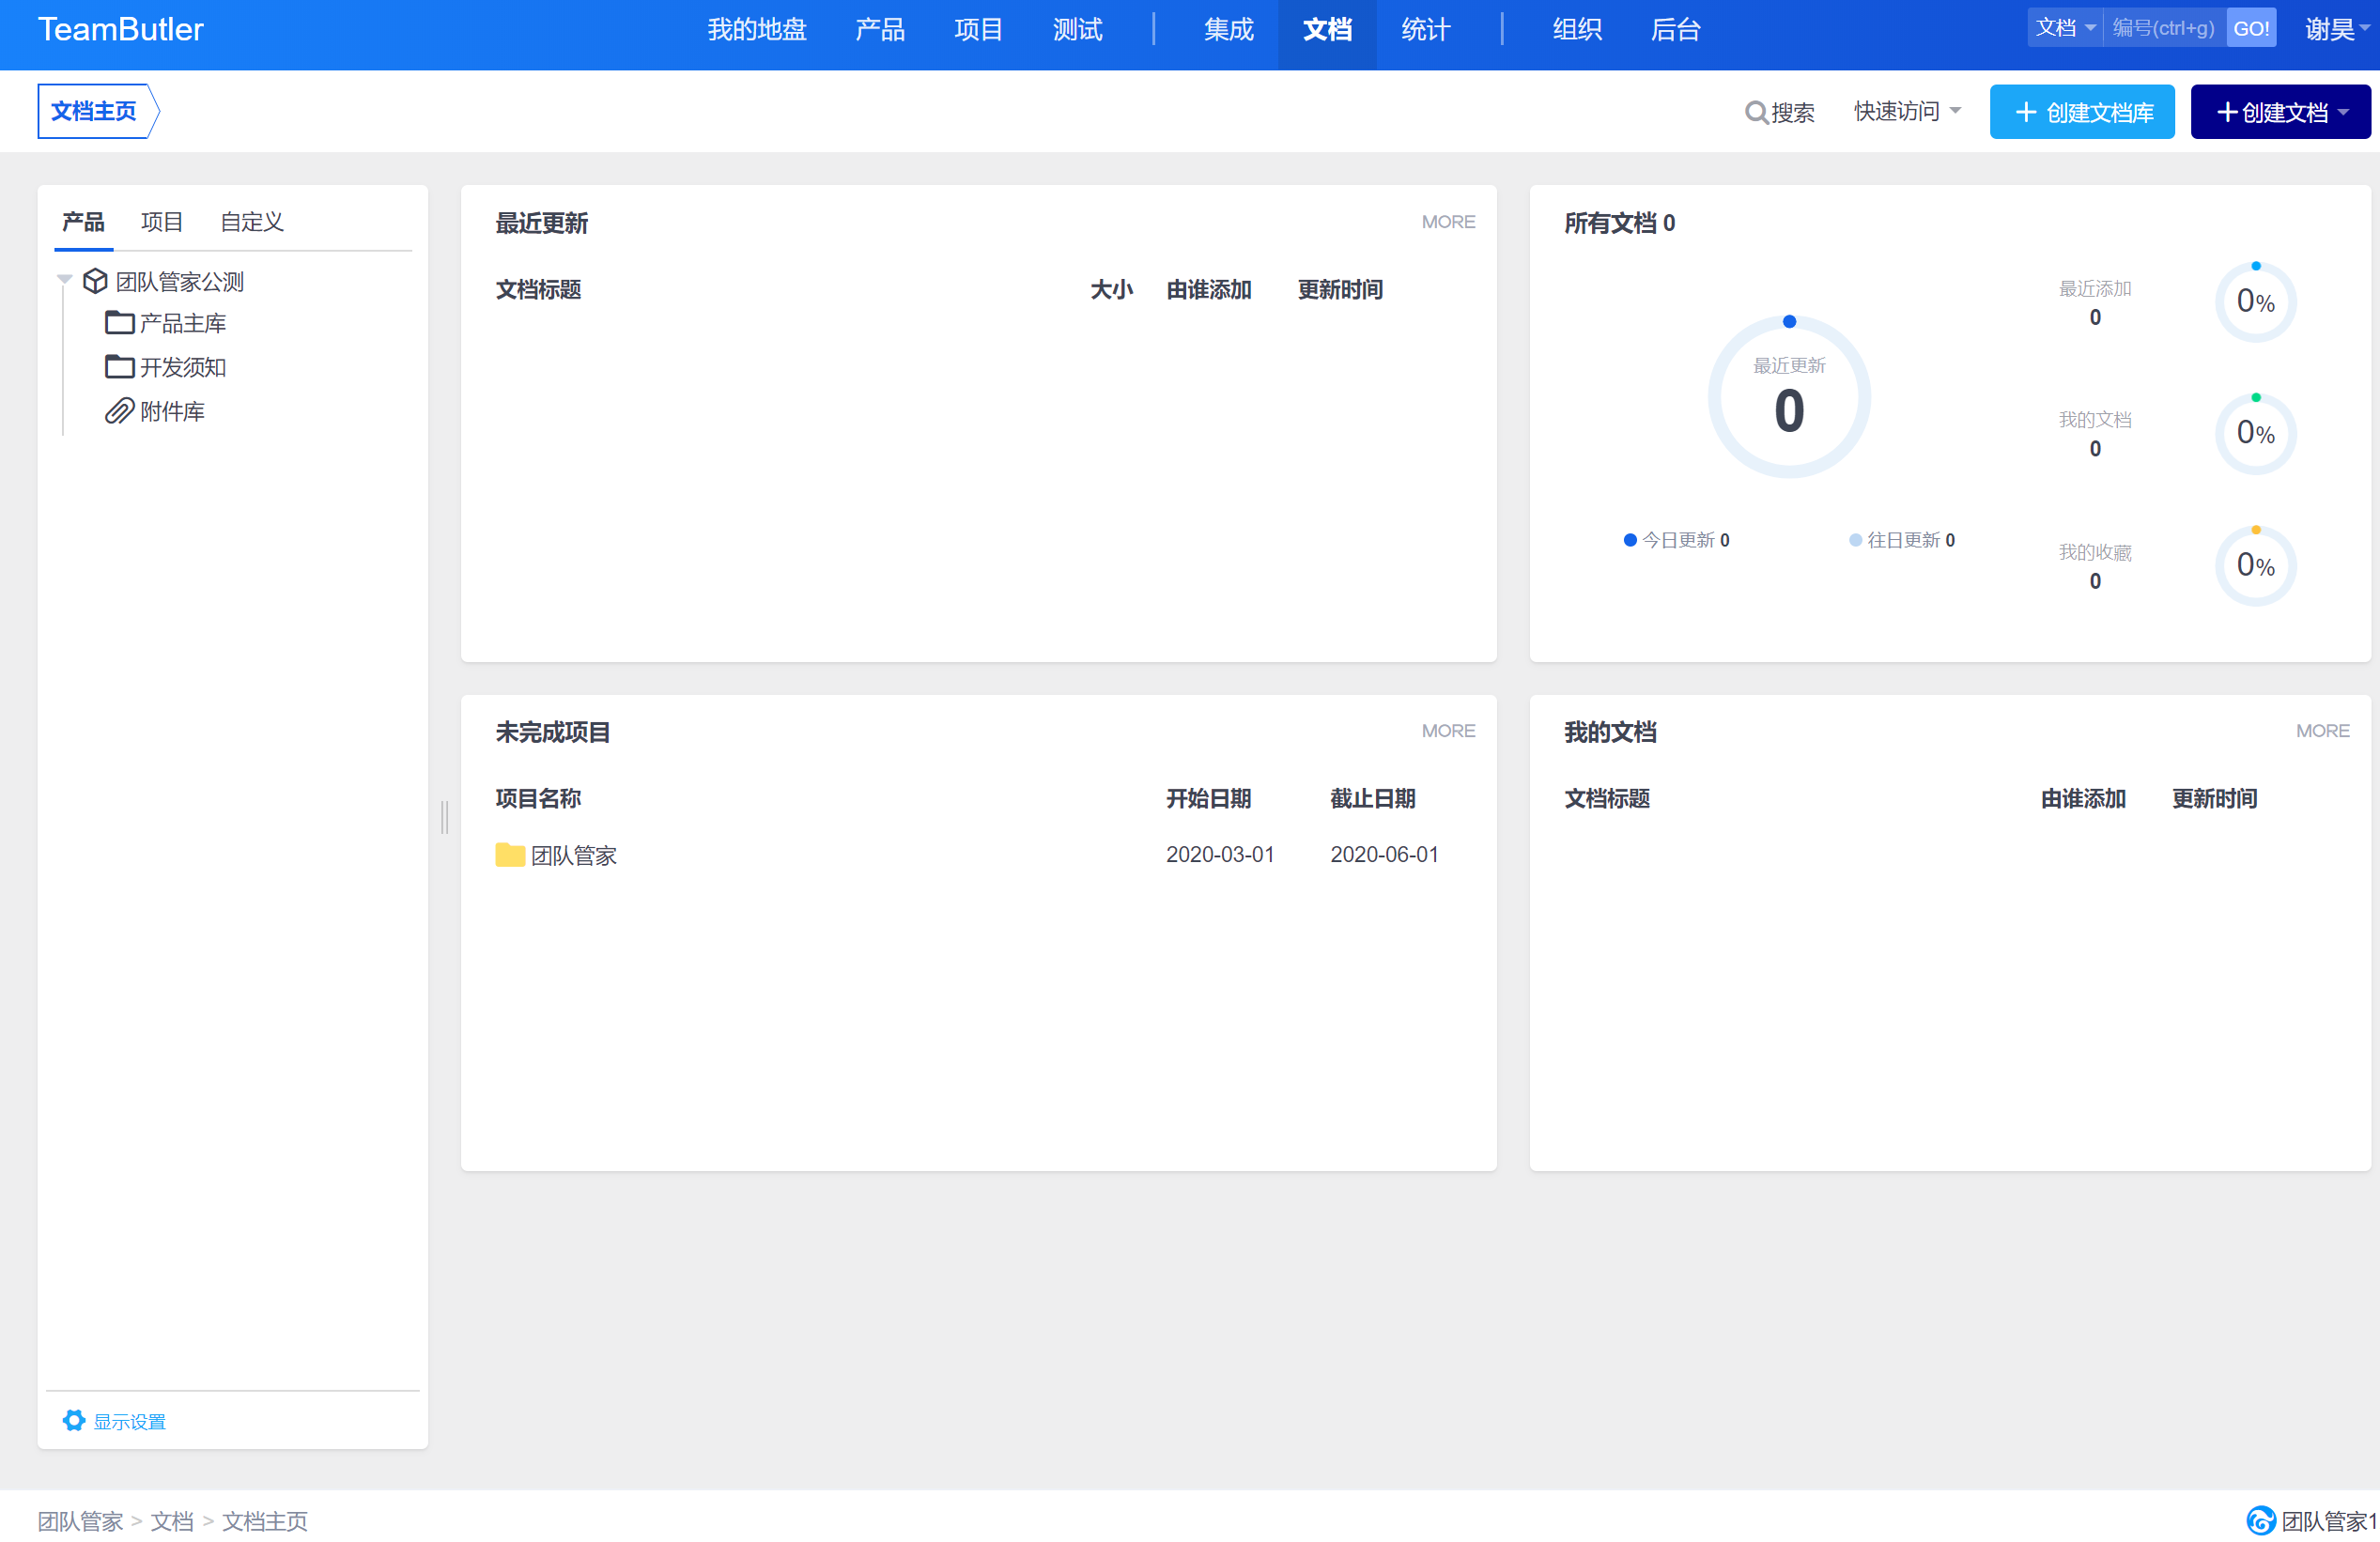 TeamButler 我的地盘 产品 项目 测试 集成 文档 统计 组织 后台 文档 编号(ctrl+g) GO! 谢昊
文档主页 搜索 快速访问 创建文档库 创建文档
产品 项目 自定义
团队管家公测
产品主库
开发须知
附件库
显示设置
最近更新 MORE
文档标题 大小 由谁添加 更新时间
所有文档 0
最近更新
0
今日更新 0 往日更新 0
最近添加
0
0%
我的文档
0
0%
我的收藏
0
0%
未完成项目 MORE
项目名称 开始日期 截止日期
团队管家 2020-03-01 2020-06-01
我的文档 MORE
文档标题 由谁添加 更新时间
团队管家 > 文档 > 文档主页 团队管家1